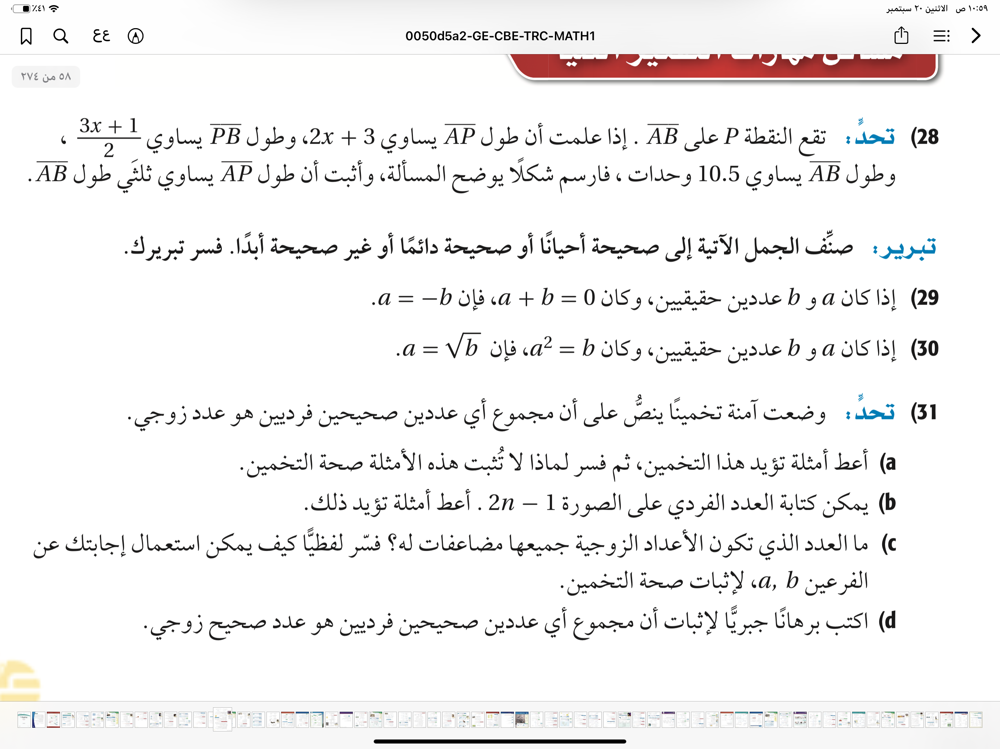 ١٠:٥٩ ص الاثنين ٢٠ سبتمبر
٪٤١
0050d5a2-GE-CBE-TRC-MATH1
عع
٥٨ من ٢٧٤
28) تحدٍّ: تقع النقطة P على AB . إذا علمت أن طول AP يساوي 2x + 3، وطول PB يساوي (3x + 1)/2 ،
وطول AB يساوي 10.5 وحدات ، فارسم شكلًا يوضح المسألة، وأثبت أن طول AP يساوي ثلثَي طول AB.
تبرير: صنِّف الجمل الآتية إلى صحيحة أحيانًا أو صحيحة دائمًا أو غير صحيحة أبدًا. فسر تبريرك.
29) إذا كان a و b عددين حقيقيين، وكان a + b = 0، فإن a = −b.
30) إذا كان a و b عددين حقيقيين، وكان a² = b، فإن a = √b.
31) تحدٍّ: وضعت آمنة تخمينًا ينصُّ على أن مجموع أي عددين صحيحين فرديين هو عدد زوجي.
a) أعط أمثلة تؤيد هذا التخمين، ثم فسر لماذا لا تُثبت هذه الأمثلة صحة التخمين.
b) يمكن كتابة العدد الفردي على الصورة 2n − 1 . أعط أمثلة تؤيد ذلك.
c) ما العدد الذي تكون الأعداد الزوجية جميعها مضاعفات له؟ فسّر لفظيًّا كيف يمكن استعمال إجابتك عن
الفرعين a, b، لإثبات صحة التخمين.
d) اكتب برهانًا جبريًّا لإثبات أن مجموع أي عددين صحيحين فرديين هو عدد صحيح زوجي.